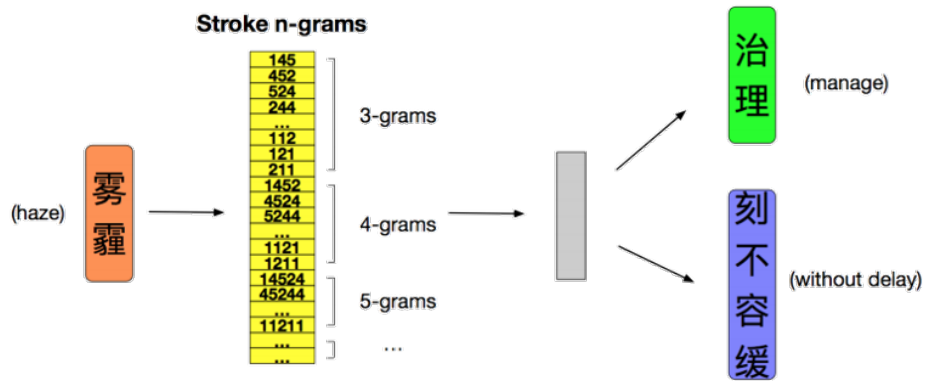 Stroke n-grams
(haze)
雾
霾
145
452
524
244
...
112
121
211
1452
4524
5244
...
1121
1211
14524
45244
...
11211
...
...
3-grams
4-grams
5-grams
...
治
理
(manage)
刻
不
容
缓
(without delay)